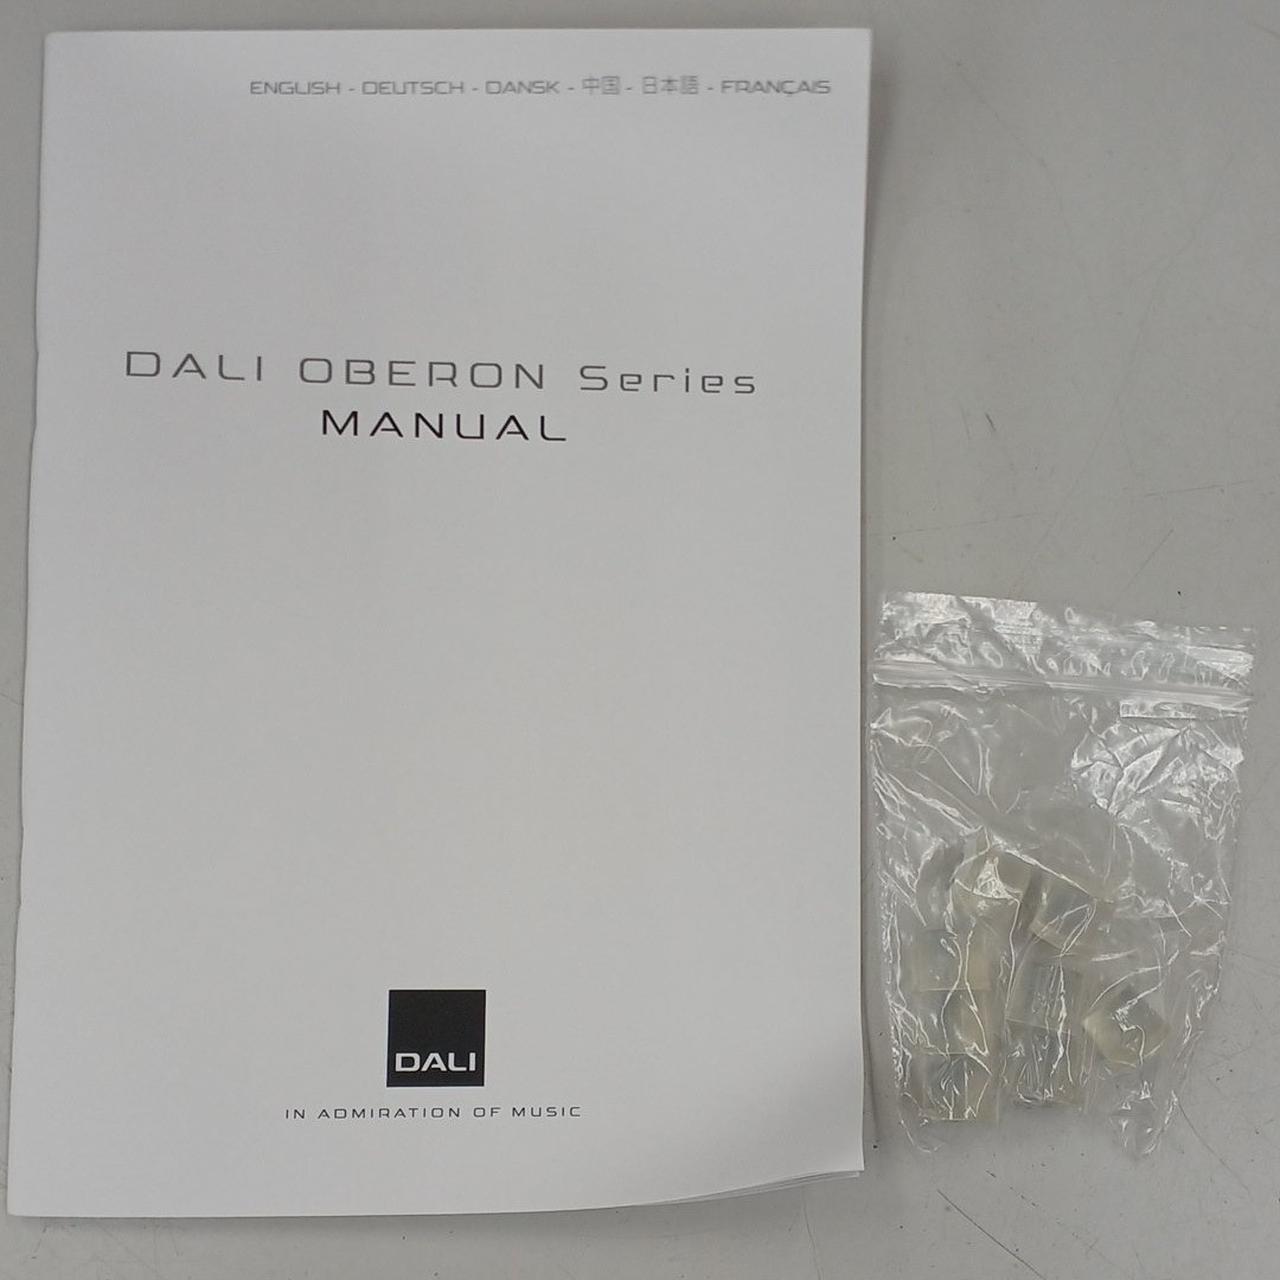 ENGLISH - DEUTSCH - DANSK - 中国 - 日本語 - FRANÇAIS
DALI OBERON Series
MANUAL
DALI
IN ADMIRATION OF MUSIC